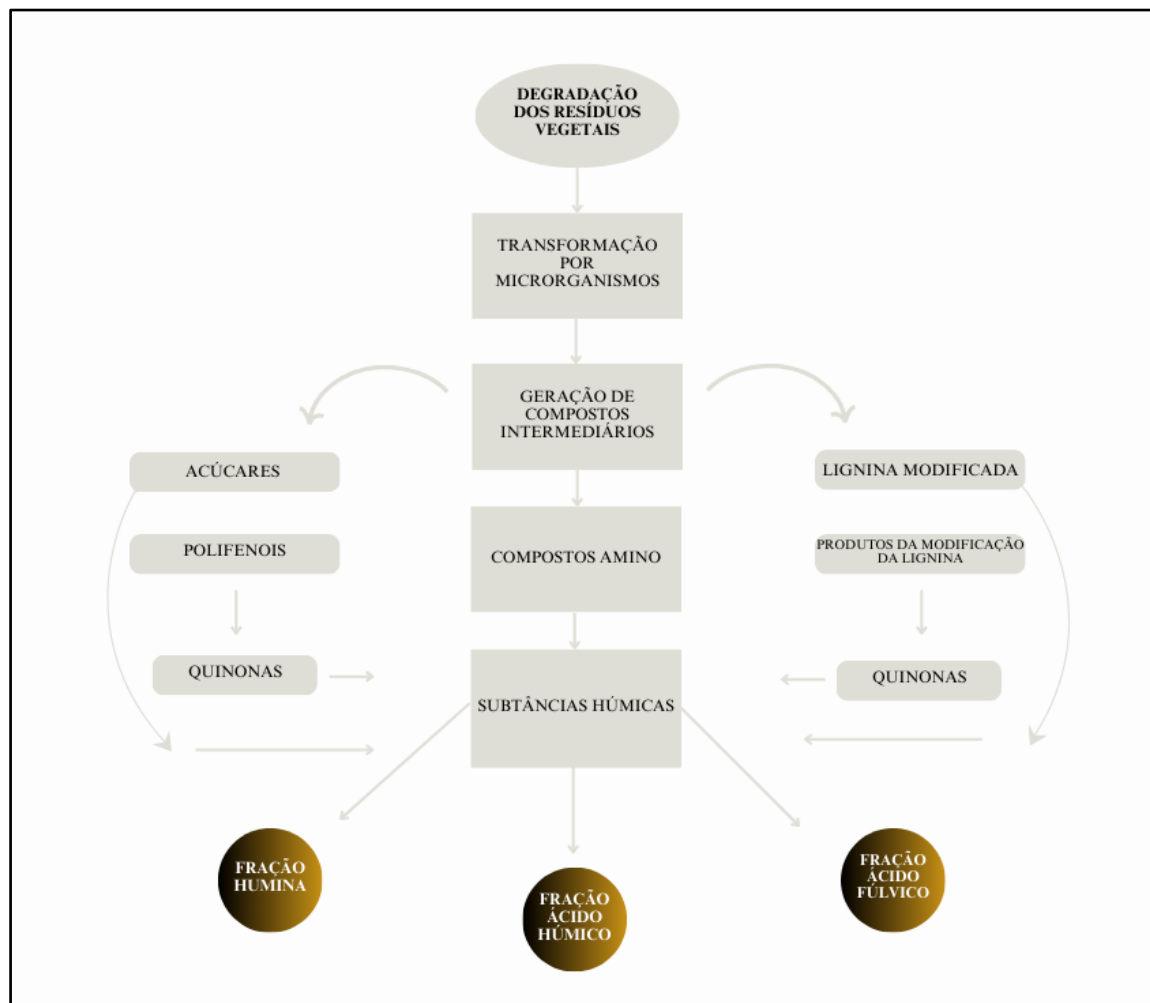 DEGRADAÇÃO
DOS RESÍDUOS
VEGETAIS
TRANSFORMAÇÃO
POR
MICRORGANISMOS
GERAÇÃO DE
COMPOSTOS
INTERMEDIÁRIOS
ACÚCARES
LIGNINA MODIFICADA
POLIFENOIS
COMPOSTOS AMINO
PRODUTOS DA MODIFICAÇÃO
DA LIGNINA
QUINONAS
SUBTÂNCIAS HÚMICAS
QUINONAS
FRAÇÃO
HUMINA
FRAÇÃO
ÁCIDO
HÚMICO
FRAÇÃO
ÁCIDO
FÚLVICO